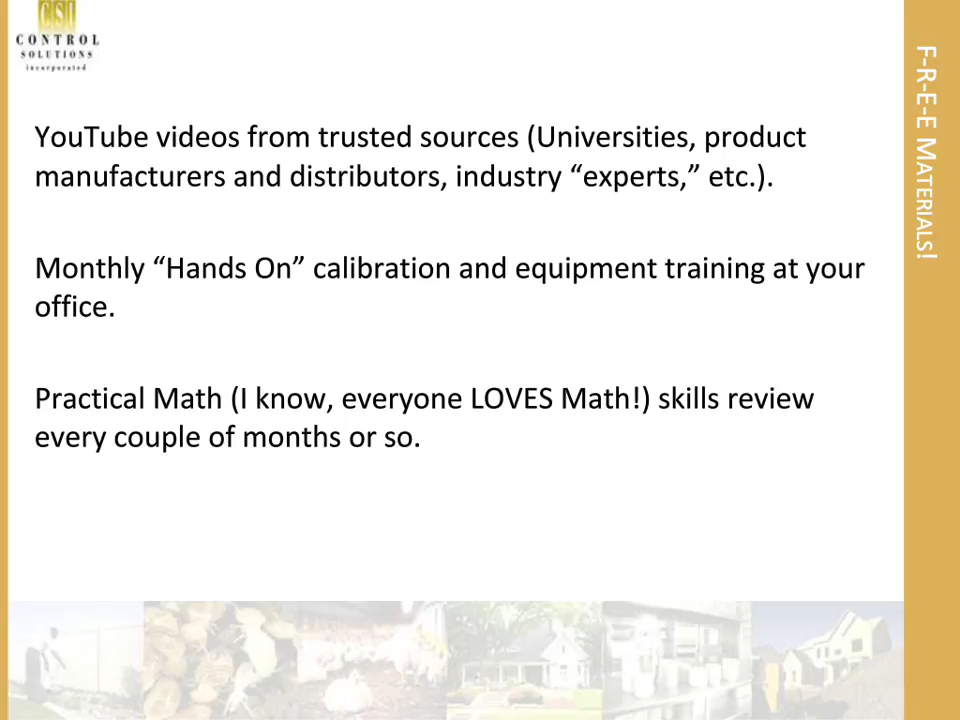 CSI
CONTROL
SOLUTIONS
incorporated
F-R-E-E MATERIALS!
YouTube videos from trusted sources (Universities, product
manufacturers and distributors, industry “experts,” etc.).
Monthly “Hands On” calibration and equipment training at your
office.
Practical Math (I know, everyone LOVES Math!) skills review
every couple of months or so.